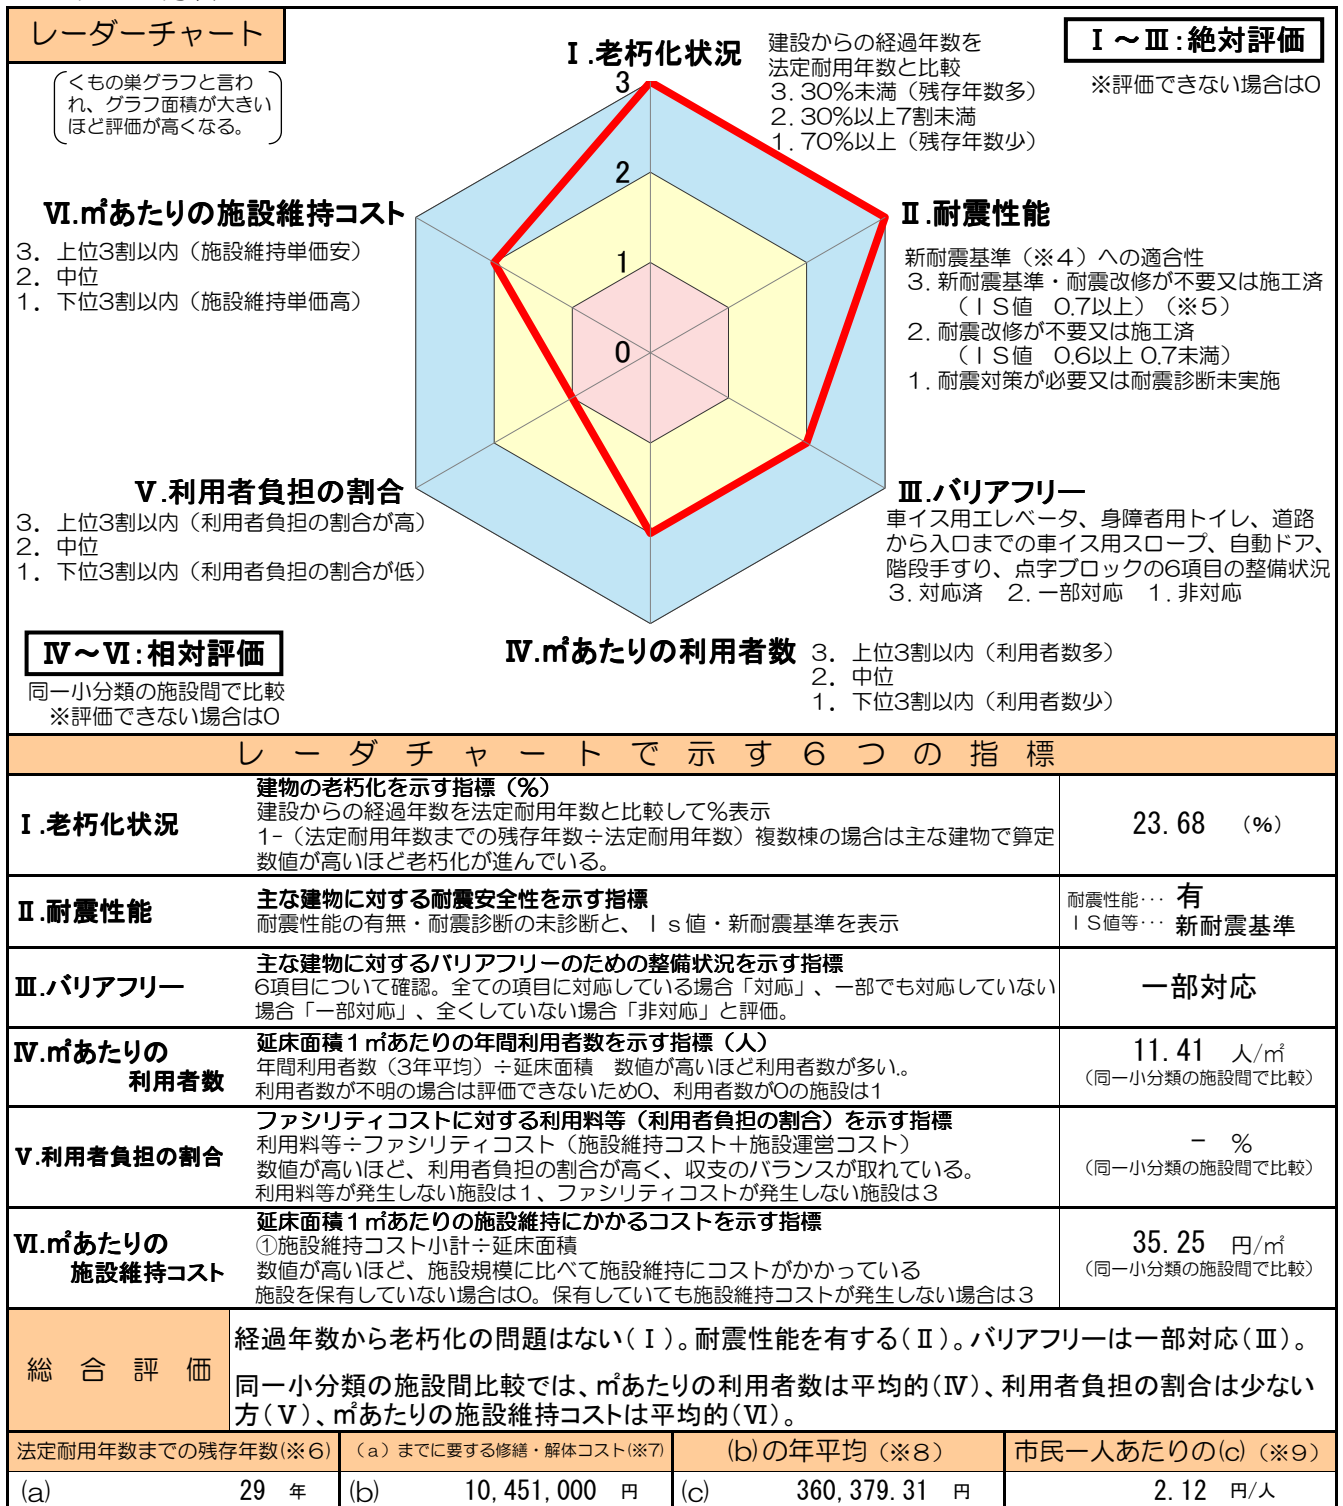 レーダーチャート
くもの巣グラフと言わ
れ、グラフ面積が大きい
ほど評価が高くなる。
Ⅰ～Ⅲ:絶対評価
※評価できない場合は0
Ⅰ.老朽化状況
建設からの経過年数を
法定耐用年数と比較
3. 30%未満（残存年数多）
2. 30%以上7割未満
1. 70%以上（残存年数少）
3
2
1
0
Ⅵ.㎡あたりの施設維持コスト
3. 上位3割以内（施設維持単価安）
2. 中位
1. 下位3割以内（施設維持単価高）
Ⅱ.耐震性能
新耐震基準（※4）への適合性
3. 新耐震基準・耐震改修が不要又は施工済
（ＩＳ値 0.7以上）（※5）
2. 耐震改修が不要又は施工済
（ＩＳ値 0.6以上 0.7未満）
1. 耐震対策が必要又は耐震診断未実施
Ⅴ.利用者負担の割合
3. 上位3割以内（利用者負担の割合が高）
2. 中位
1. 下位3割以内（利用者負担の割合が低）
Ⅲ.バリアフリー
車イス用エレベータ、身障者用トイレ、道路
から入口までの車イス用スロープ、自動ドア、
階段手すり、点字ブロックの6項目の整備状況
3. 対応済 2. 一部対応 1. 非対応
Ⅳ～Ⅵ:相対評価
同一小分類の施設間で比較
※評価できない場合は0
Ⅳ.㎡あたりの利用者数
3. 上位3割以内（利用者数多）
2. 中位
1. 下位3割以内（利用者数少）
レーダチャートで示す６つの指標
Ⅰ.老朽化状況
建物の老朽化を示す指標（%）
建設からの経過年数を法定耐用年数と比較して%表示
1-（法定耐用年数までの残存年数÷法定耐用年数）複数棟の場合は主な建物で算定
数値が高いほど老朽化が進んでいる。
23.68 （%）
Ⅱ.耐震性能
主な建物に対する耐震安全性を示す指標
耐震性能の有無・耐震診断の未診断と、Ｉｓ値・新耐震基準を表示
耐震性能･･･ 有
ＩＳ値等･･･ 新耐震基準
Ⅲ.バリアフリー
主な建物に対するバリアフリーのための整備状況を示す指標
6項目について確認。全ての項目に対応している場合「対応」、一部でも対応していない
場合「一部対応」、全くしていない場合「非対応」と評価。
一部対応
Ⅳ.㎡あたりの
利用者数
延床面積１㎡あたりの年間利用者数を示す指標（人）
年間利用者数（3年平均）÷延床面積 数値が高いほど利用者数が多い。
利用者数が不明の場合は評価できないため0、利用者数が0の施設は1
11.41 人/㎡
（同一小分類の施設間で比較）
Ⅴ.利用者負担の割合
ファシリティコストに対する利用料等（利用者負担の割合）を示す指標
利用料等÷ファシリティコスト（施設維持コスト＋施設運営コスト）
数値が高いほど、利用者負担の割合が高く、収支のバランスが取れている。
利用料等が発生しない施設は１、ファシリティコストが発生しない施設は３
- %
（同一小分類の施設間で比較）
Ⅵ.㎡あたりの
施設維持コスト
延床面積１㎡あたりの施設維持にかかるコストを示す指標
①施設維持コスト小計÷延床面積
数値が高いほど、施設規模に比べて施設維持にコストがかかっている
施設を保有していない場合は0。保有していても施設維持コストが発生しない場合は３
35.25 円/㎡
（同一小分類の施設間で比較）
総合評価
経過年数から老朽化の問題はない(Ⅰ)。耐震性能を有する(Ⅱ)。バリアフリーは一部対応(Ⅲ)。
同一小分類の施設間比較では、㎡あたりの利用者数は平均的(Ⅳ)、利用者負担の割合は少ない
方(Ⅴ)、㎡あたりの施設維持コストは平均的(Ⅵ)。
法定耐用年数までの残存年数(※6) （a）までに要する修繕・解体コスト(※7) (b)の年平均（※8） 市民一人あたりの(c)（※9）
(a) 29 年 (b) 10,451,000 円 (c) 360,379.31 円 2.12 円/人